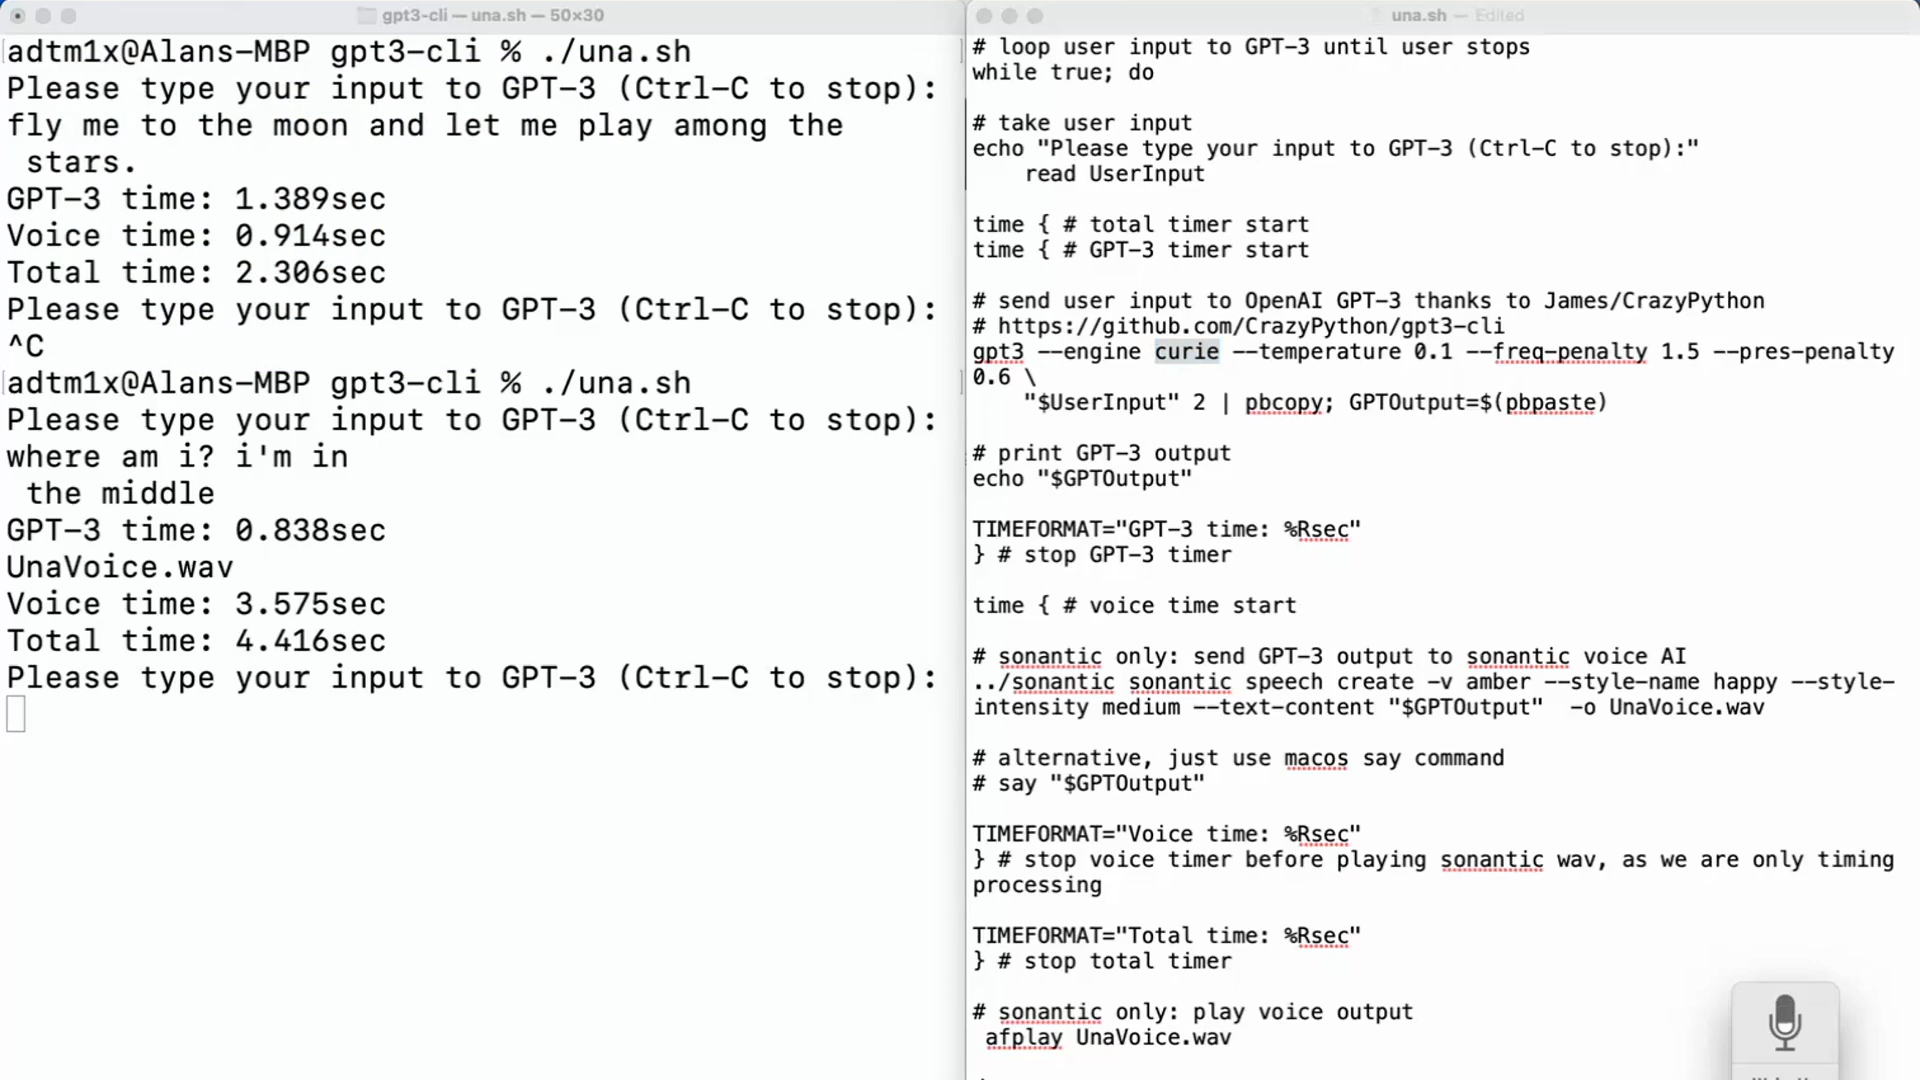 gpt3-cli — una.sh — 50×30
adtm1x@Alans-MBP gpt3-cli % ./una.sh
Please type your input to GPT-3 (Ctrl-C to stop):
fly me to the moon and let me play among the
 stars.
GPT-3 time: 1.389sec
Voice time: 0.914sec
Total time: 2.306sec
Please type your input to GPT-3 (Ctrl-C to stop):
^C
adtm1x@Alans-MBP gpt3-cli % ./una.sh
Please type your input to GPT-3 (Ctrl-C to stop):
where am i? i'm in
 the middle
GPT-3 time: 0.838sec
UnaVoice.wav
Voice time: 3.575sec
Total time: 4.416sec
Please type your input to GPT-3 (Ctrl-C to stop):
una.sh — Edited
# loop user input to GPT-3 until user stops
while true; do
# take user input
echo "Please type your input to GPT-3 (Ctrl-C to stop):"
    read UserInput
time { # total timer start
time { # GPT-3 timer start
# send user input to OpenAI GPT-3 thanks to James/CrazyPython
# https://github.com/CrazyPython/gpt3-cli
gpt3 --engine curie --temperature 0.1 --freq-penalty 1.5 --pres-penalty
0.6 \
    "$UserInput" 2 | pbcopy; GPTOutput=$(pbpaste)
# print GPT-3 output
echo "$GPTOutput"
TIMEFORMAT="GPT-3 time: %Rsec"
} # stop GPT-3 timer
time { # voice time start
# sonantic only: send GPT-3 output to sonantic voice AI
../sonantic sonantic speech create -v amber --style-name happy --style-
intensity medium --text-content "$GPTOutput"  -o UnaVoice.wav
# alternative, just use macos say command
# say "$GPTOutput"
TIMEFORMAT="Voice time: %Rsec"
} # stop voice timer before playing sonantic wav, as we are only timing
processing
TIMEFORMAT="Total time: %Rsec"
} # stop total timer
# sonantic only: play voice output
 afplay UnaVoice.wav